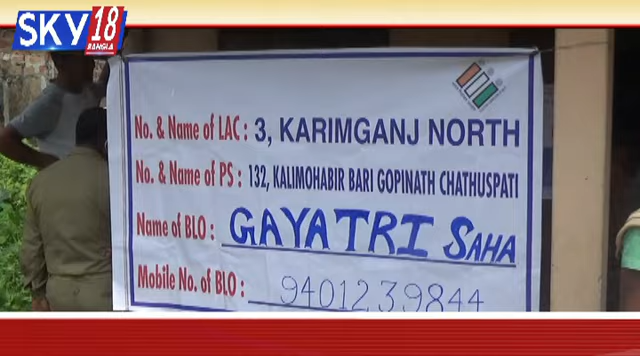 SKY 18
BANGLA
No. & Name of LAC : 3, KARIMGANJ NORTH
No. & Name of PS : 132, KALIMOHABIR BARI GOPINATH CHATHUSPATI
Name of BLO : GAYATRI SAHA
Mobile No. of BLO : 9401239844